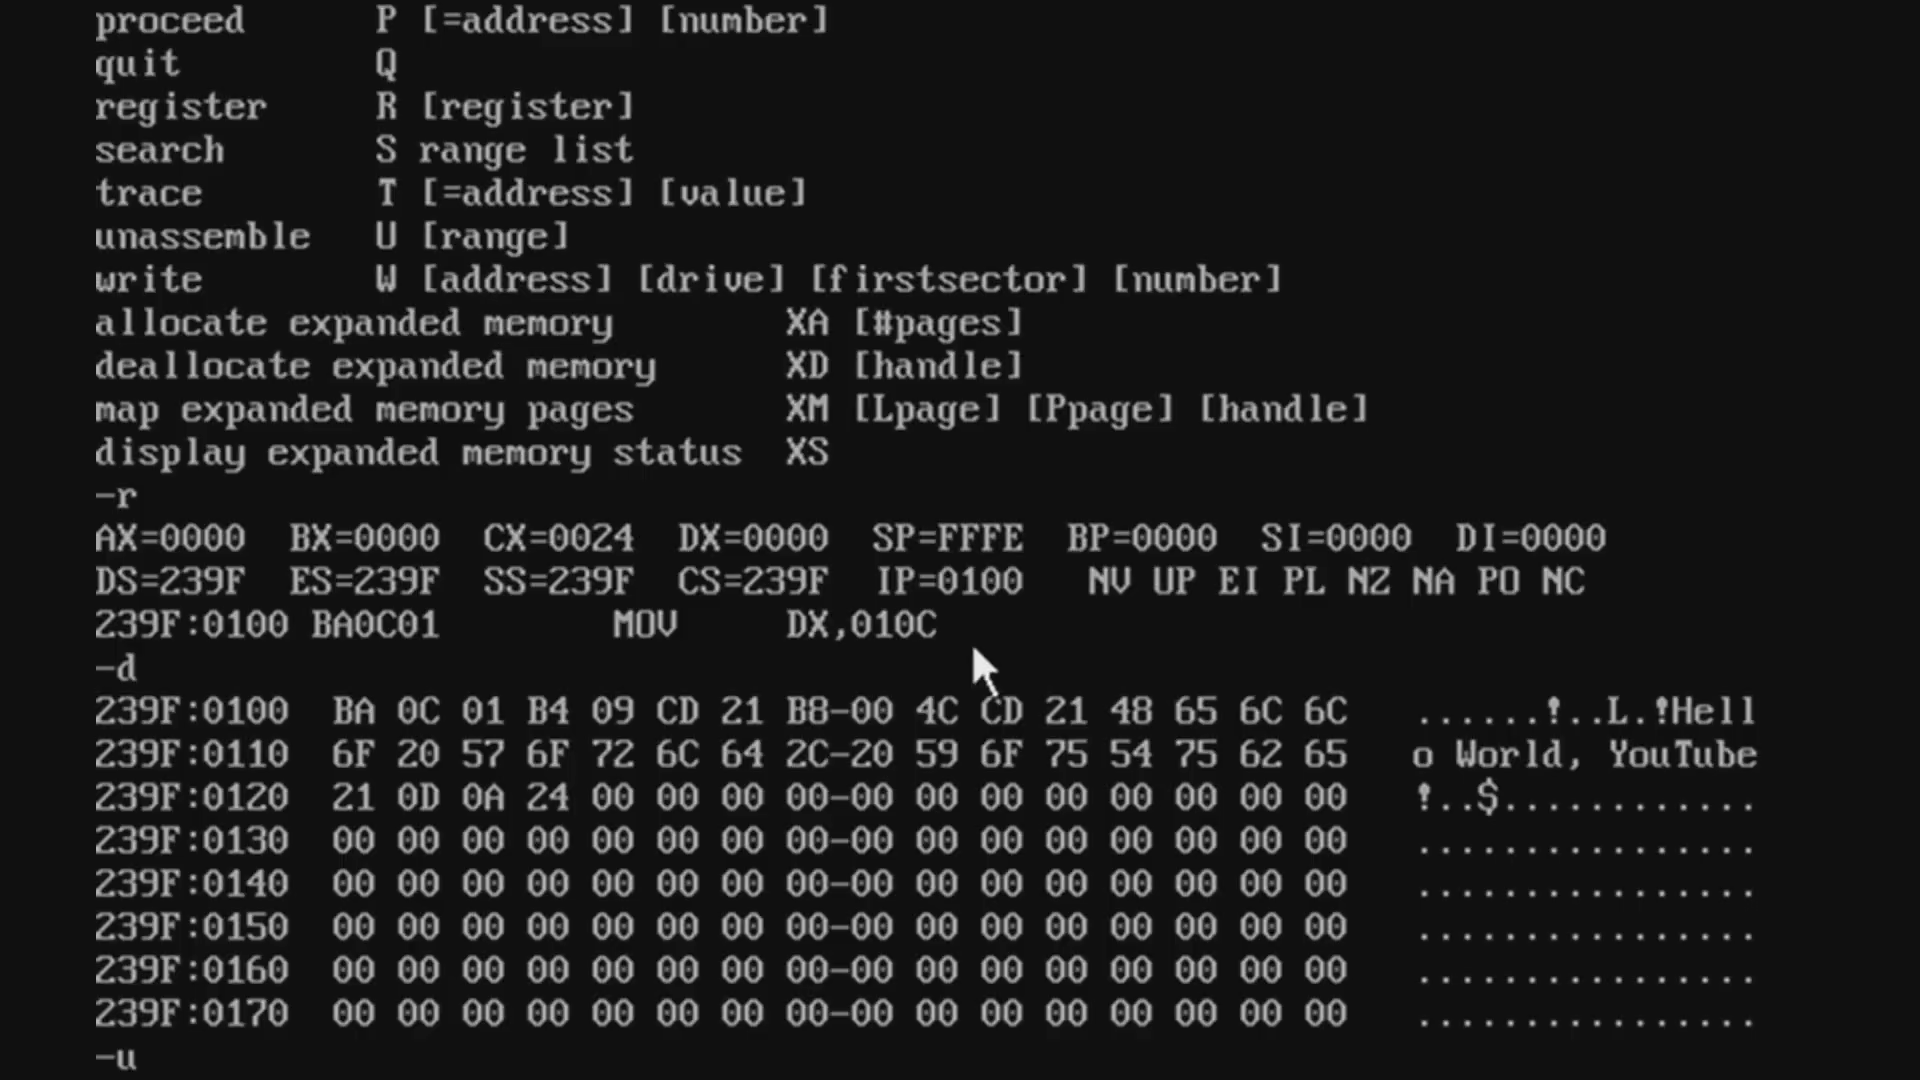 proceed      P [=address] [number]
quit         Q
register     R [register]
search       S range list
trace        T [=address] [value]
unassemble   U [range]
write        W [address] [drive] [firstsector] [number]
allocate expanded memory        XA [#pages]
deallocate expanded memory      XD [handle]
map expanded memory pages       XM [Lpage] [Ppage] [handle]
display expanded memory status  XS
-r
AX=0000  BX=0000  CX=0024  DX=0000  SP=FFFE  BP=0000  SI=0000  DI=0000
DS=239F  ES=239F  SS=239F  CS=239F  IP=0100   NV UP EI PL NZ NA PO NC
239F:0100 BA0C01        MOV     DX,010C
-d
239F:0100  BA 0C 01 B4 09 CD 21 B8-00 4C CD 21 48 65 6C 6C   ......!..L.!Hell
239F:0110  6F 20 57 6F 72 6C 64 2C-20 59 6F 75 54 75 62 65   o World, YouTube
239F:0120  21 0D 0A 24 00 00 00 00-00 00 00 00 00 00 00 00   !..$............
239F:0130  00 00 00 00 00 00 00 00-00 00 00 00 00 00 00 00   ................
239F:0140  00 00 00 00 00 00 00 00-00 00 00 00 00 00 00 00   ................
239F:0150  00 00 00 00 00 00 00 00-00 00 00 00 00 00 00 00   ................
239F:0160  00 00 00 00 00 00 00 00-00 00 00 00 00 00 00 00   ................
239F:0170  00 00 00 00 00 00 00 00-00 00 00 00 00 00 00 00   ................
-u